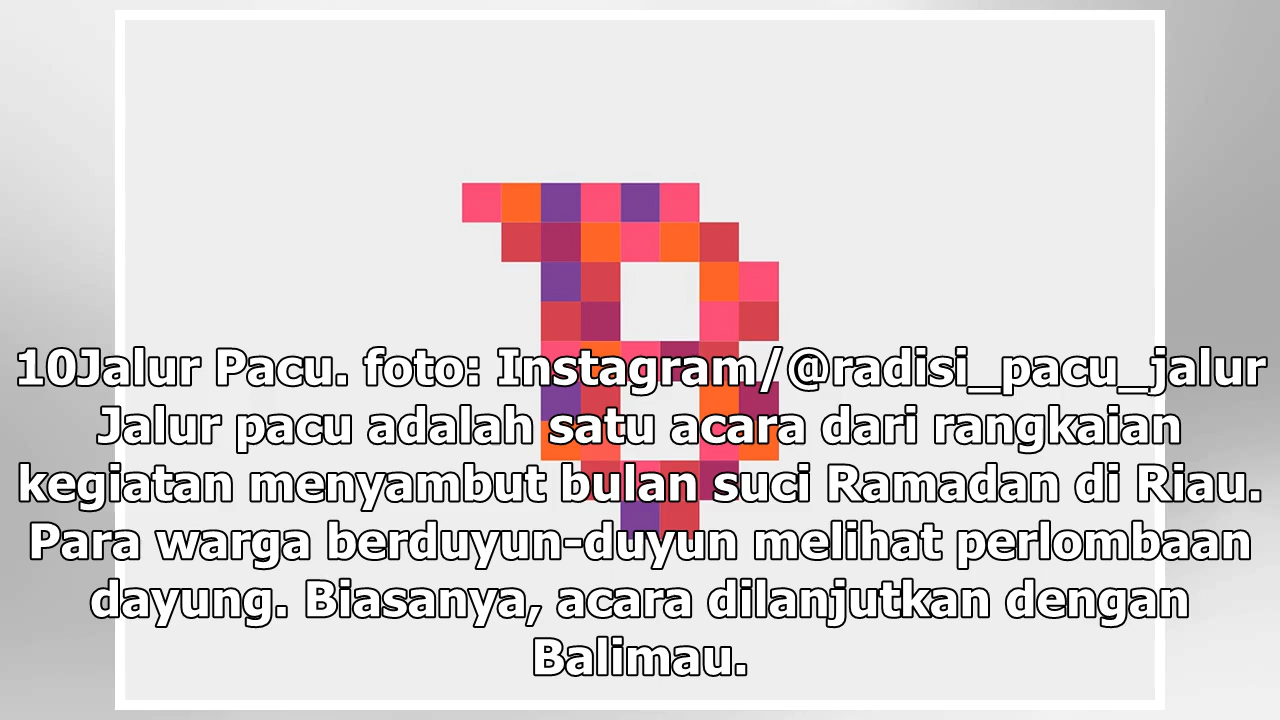 10Jalur Pacu. foto: Instagram/@radisi_pacu_jalur
Jalur pacu adalah satu acara dari rangkaian
kegiatan menyambut bulan suci Ramadan di Riau.
Para warga berduyun-duyun melihat perlombaan
dayung. Biasanya, acara dilanjutkan dengan
Balimau.